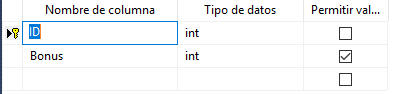 Nombre de columna Tipo de datos Permitir val...
ID int
Bonus int